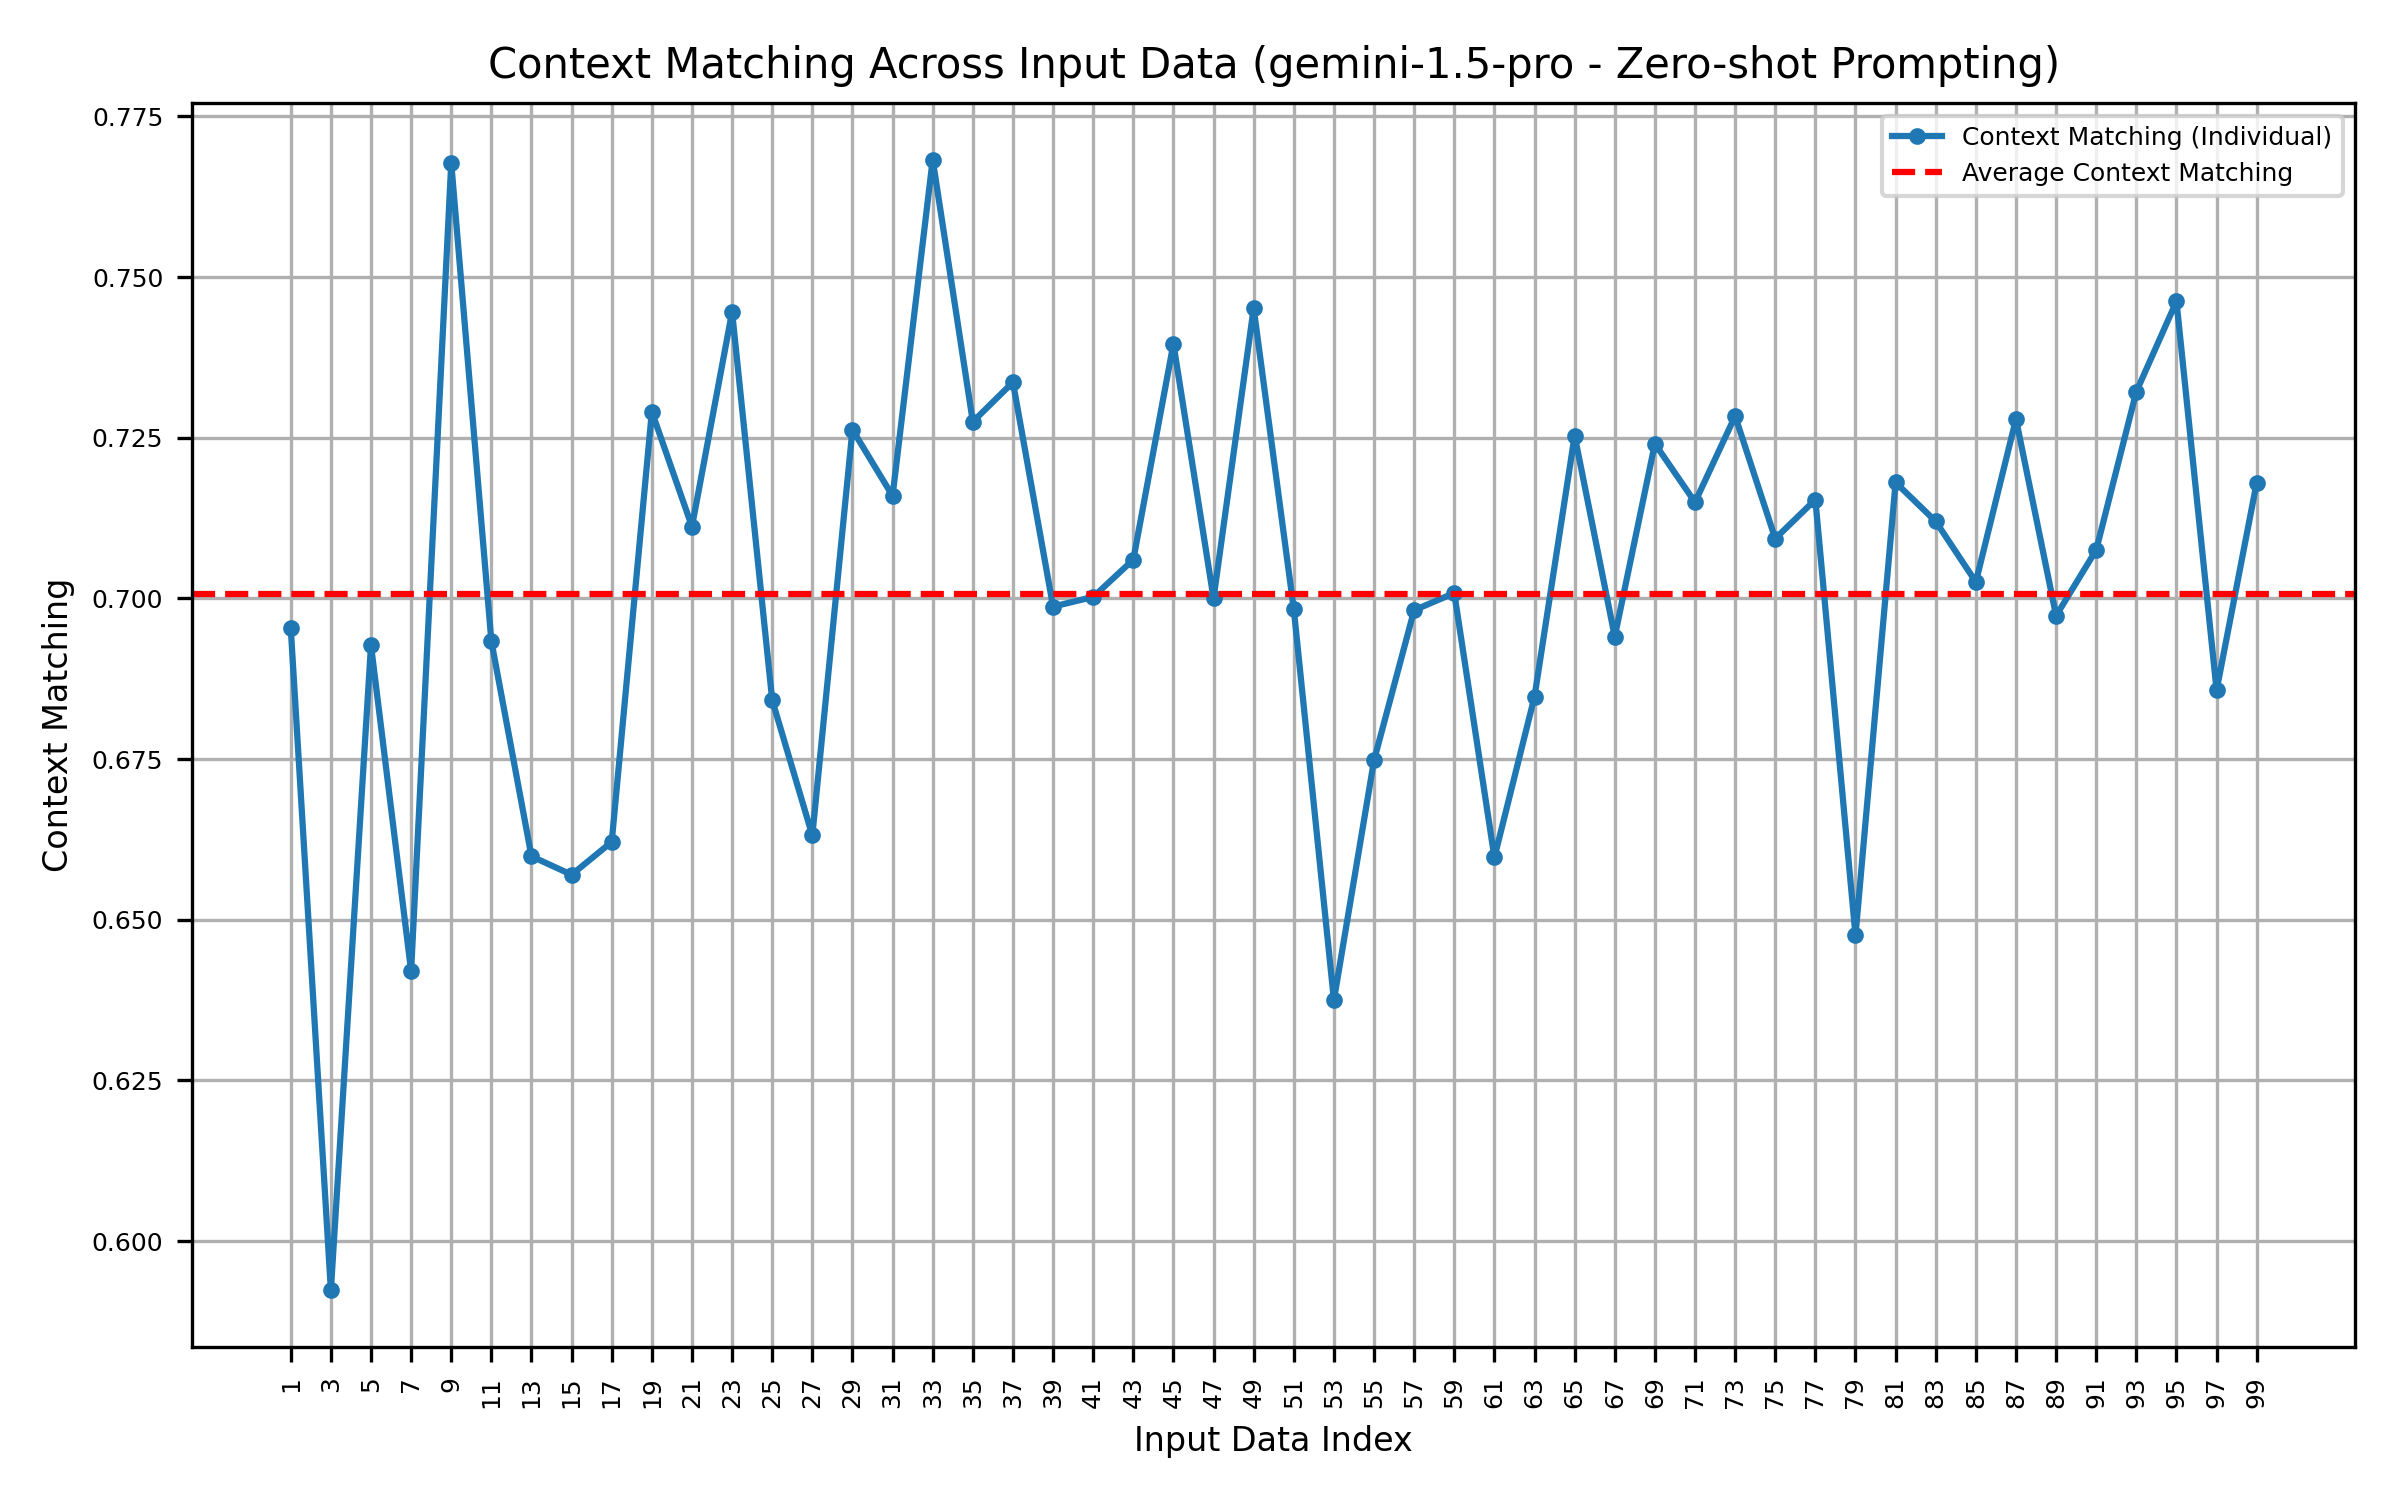 Context Matching Across Input Data (gemini-1.5-pro - Zero-shot Prompting)
Context Matching (Individual)
Average Context Matching
0.775
0.750
0.725
0.700
0.675
0.650
0.625
0.600
Context Matching
1 3 5 7 9 11 13 15 17 19 21 23 25 27 29 31 33 35 37 39 41 43 45 47 49 51 53 55 57 59 61 63 65 67 69 71 73 75 77 79 81 83 85 87 89 91 93 95 97 99
Input Data Index